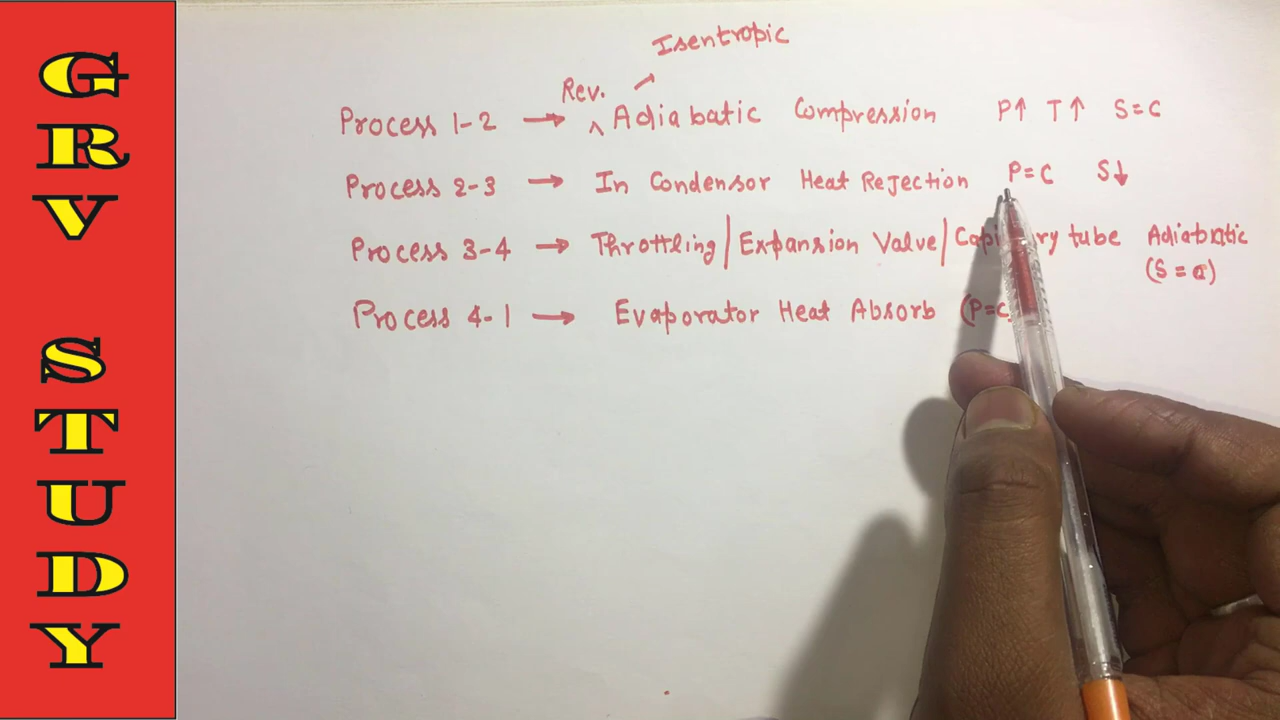 GRV STUDY
Isentropic
Rev.
Process 1-2 → ^ Adiabatic Compression P↑ T↑ S=C
Process 2-3 → In Condensor Heat Rejection P=C S↓
Process 3-4 → Throttling/Expansion Valve/ tube Adiabatic
(S = )
Process 4-1 → Evaporator Heat Absorb (P=C